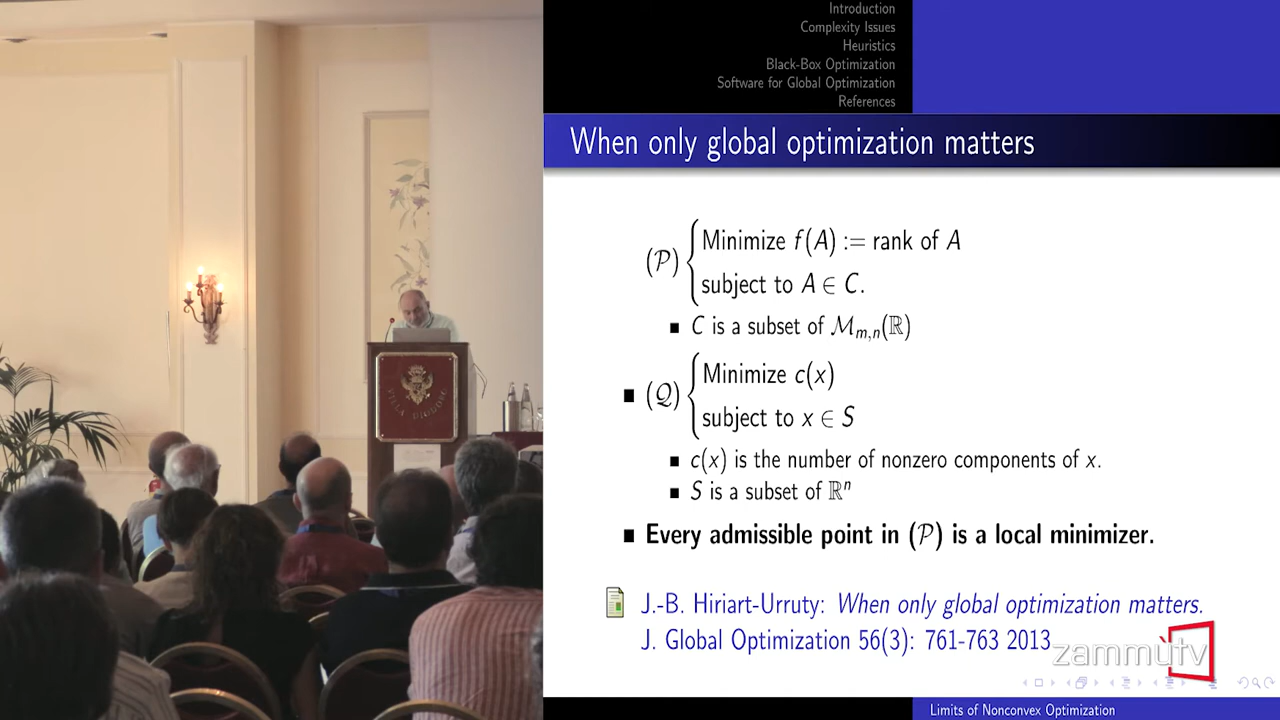 Introduction
Complexity Issues
Heuristics
Black-Box Optimization
Software for Global Optimization
References
When only global optimization matters
(𝒫) { Minimize f(A) := rank of A
subject to A ∈ C.
■ C is a subset of ℳm,n(ℝ)
■ (𝒬) { Minimize c(x)
subject to x ∈ S
■ c(x) is the number of nonzero components of x.
■ S is a subset of ℝⁿ
■ Every admissible point in (𝒫) is a local minimizer.
J.-B. Hiriart-Urruty: When only global optimization matters.
J. Global Optimization 56(3): 761-763 2013
zammùtv
Limits of Nonconvex Optimization